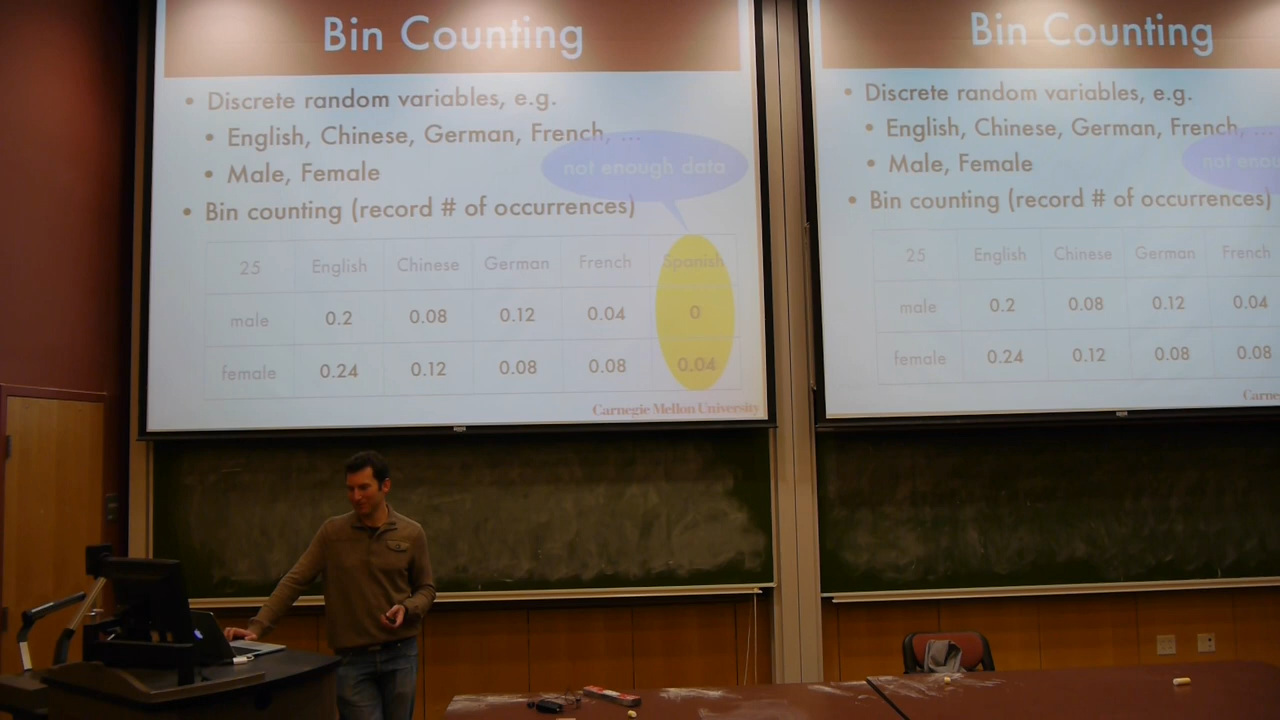 Bin Counting
• Discrete random variables, e.g.
• English, Chinese, German, French, ...
• Male, Female
not enough data
• Bin counting (record # of occurrences)
25 English Chinese German French Spanish
male 0.2 0.08 0.12 0.04 0
female 0.24 0.12 0.08 0.08 0.04
Carnegie Mellon University
Bin Counting
• Discrete random variables, e.g.
• English, Chinese, German, French, ...
• Male, Female
not enou
• Bin counting (record # of occurrences)
25 English Chinese German French
male 0.2 0.08 0.12 0.04
female 0.24 0.12 0.08 0.08
Carne